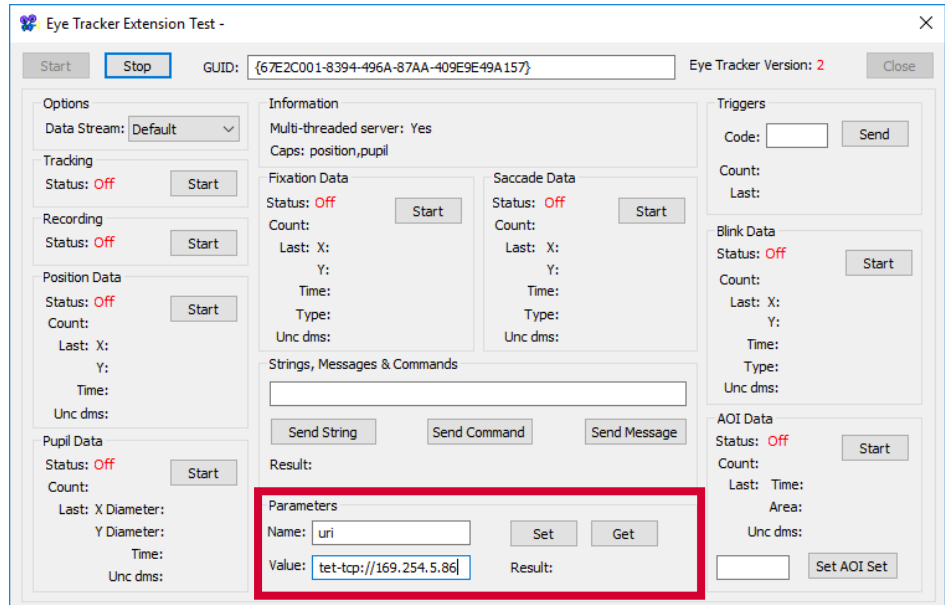 Eye Tracker Extension Test -
Start Stop GUID: {67E2C001-8394-496A-87AA-409E9E49A157} Eye Tracker Version: 2 Close
Options
Data Stream: Default
Tracking
Status: Off Start
Recording
Status: Off Start
Position Data
Status: Off Start
Count:
Last: X:
Y:
Time:
Unc dms:
Pupil Data
Status: Off Start
Count:
Last: X Diameter:
Y Diameter:
Time:
Unc dms:
Information
Multi-threaded server: Yes
Caps: position,pupil
Fixation Data
Status: Off Start
Count:
Last: X:
Y:
Time:
Type:
Unc dms:
Saccade Data
Status: Off Start
Count:
Last: X:
Y:
Time:
Type:
Unc dms:
Strings, Messages & Commands
Send String Send Command Send Message
Result:
Parameters
Name: uri Set Get
Value: tet-tcp://169.254.5.86 Result:
Triggers
Code: Send
Count:
Last:
Blink Data
Status: Off Start
Count:
Last: X:
Y:
Time:
Type:
Unc dms:
AOI Data
Status: Off Start
Count:
Last: Time:
Area:
Unc dms:
Set AOI Set